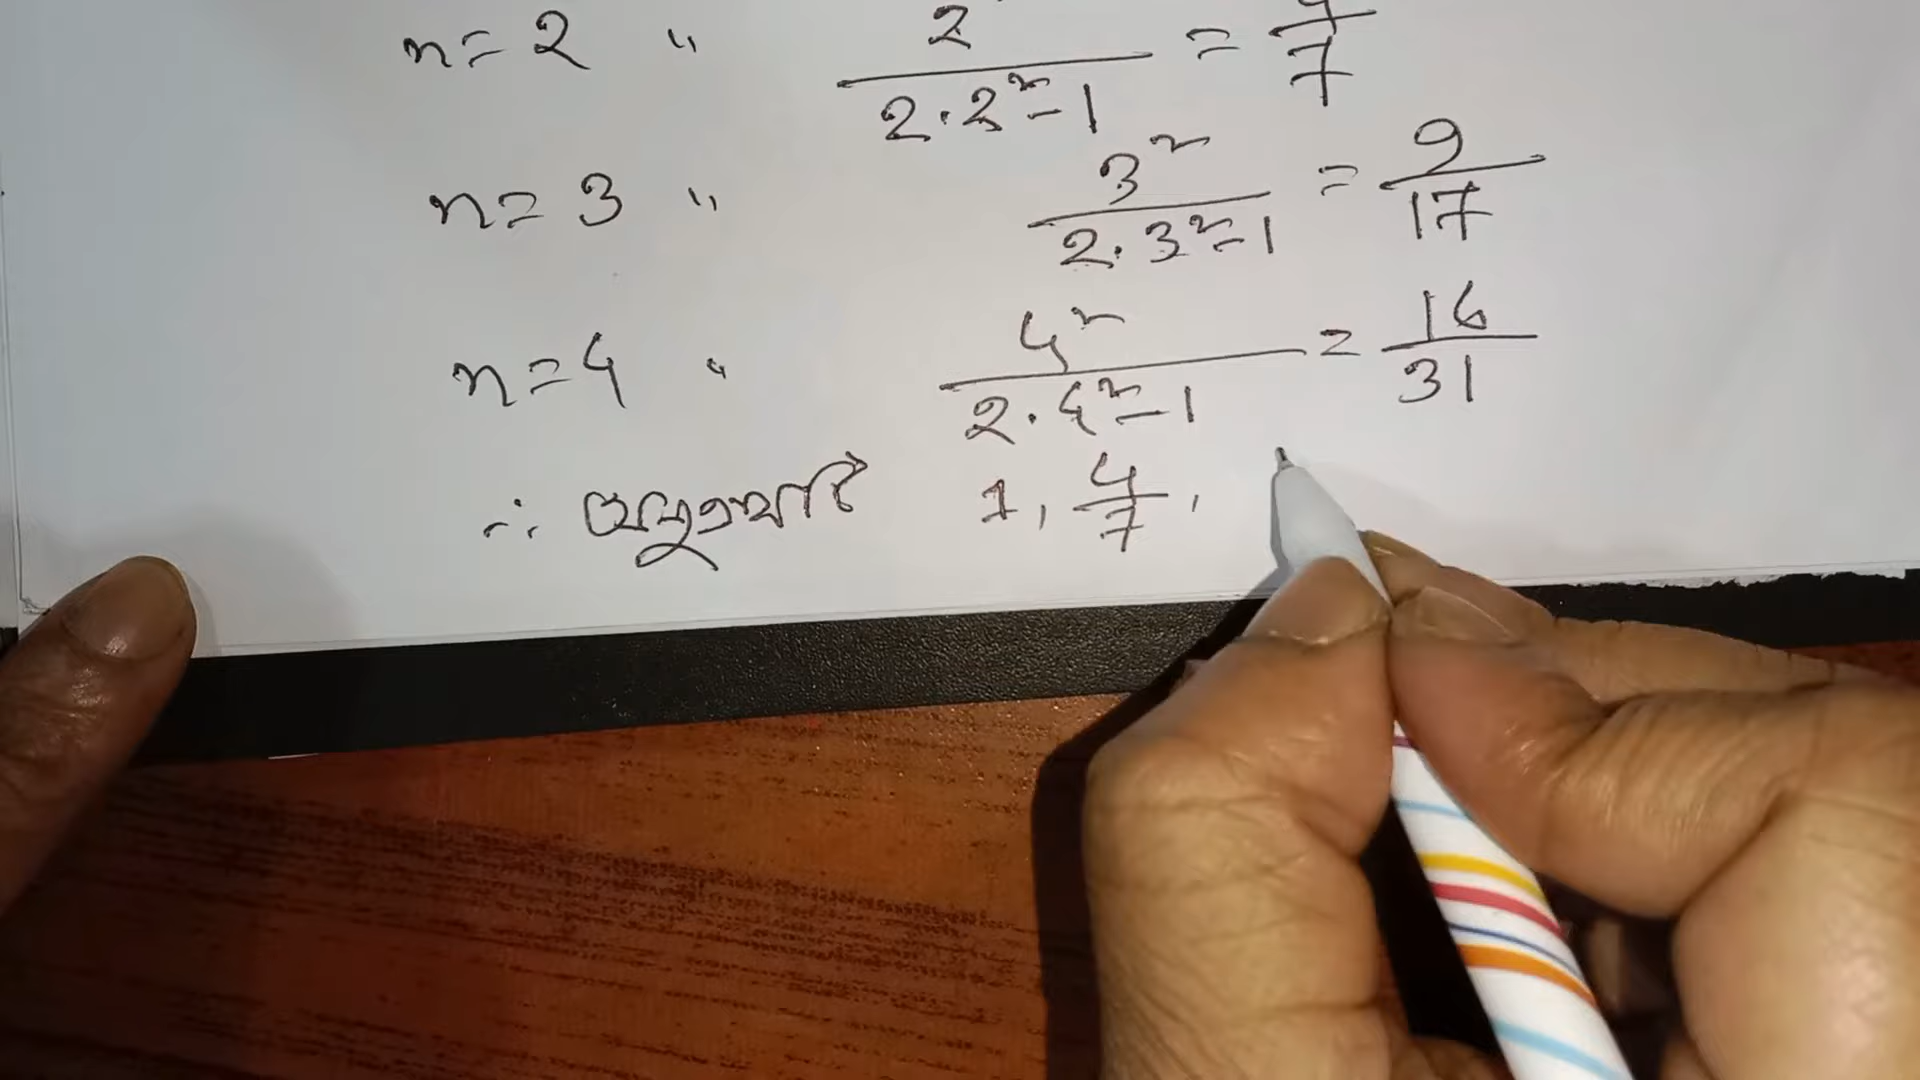 n = 2 " 2² / 2·2²-1 = 4/7
n = 3 " 3² / 2·3²-1 = 9/17
n = 4 " 4² / 2·4²-1 = 16/31
∴ অনুক্রমটি 1, 4/7,